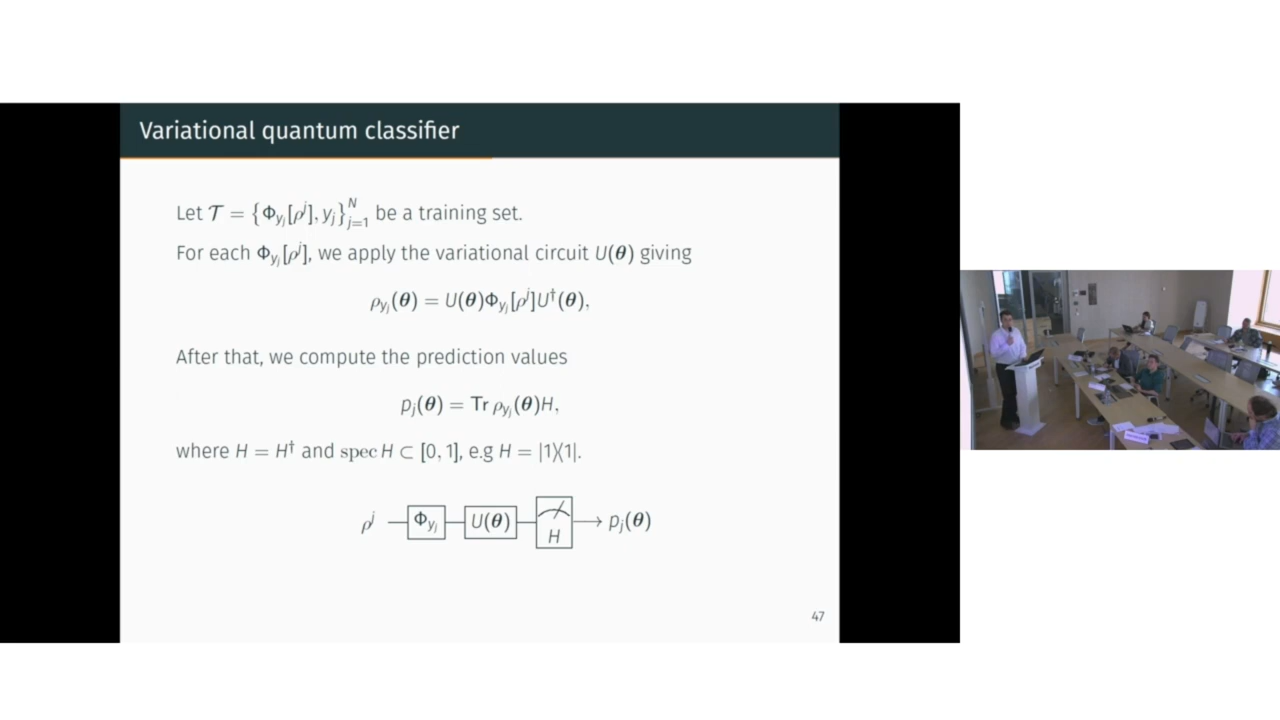 Variational quantum classifier
Let 𝒯 = {Φ_{y_j}[ρ^j], y_j}_{j=1}^N be a training set.
For each Φ_{y_j}[ρ^j], we apply the variational circuit U(θ) giving
ρ_{y_j}(θ) = U(θ)Φ_{y_j}[ρ^j]U†(θ),
After that, we compute the prediction values
p_j(θ) = Tr ρ_{y_j}(θ)H,
where H = H† and spec H ⊂ [0, 1], e.g H = |1⟩⟨1|.
ρ^j Φ_{y_j} U(θ) H → p_j(θ)
47